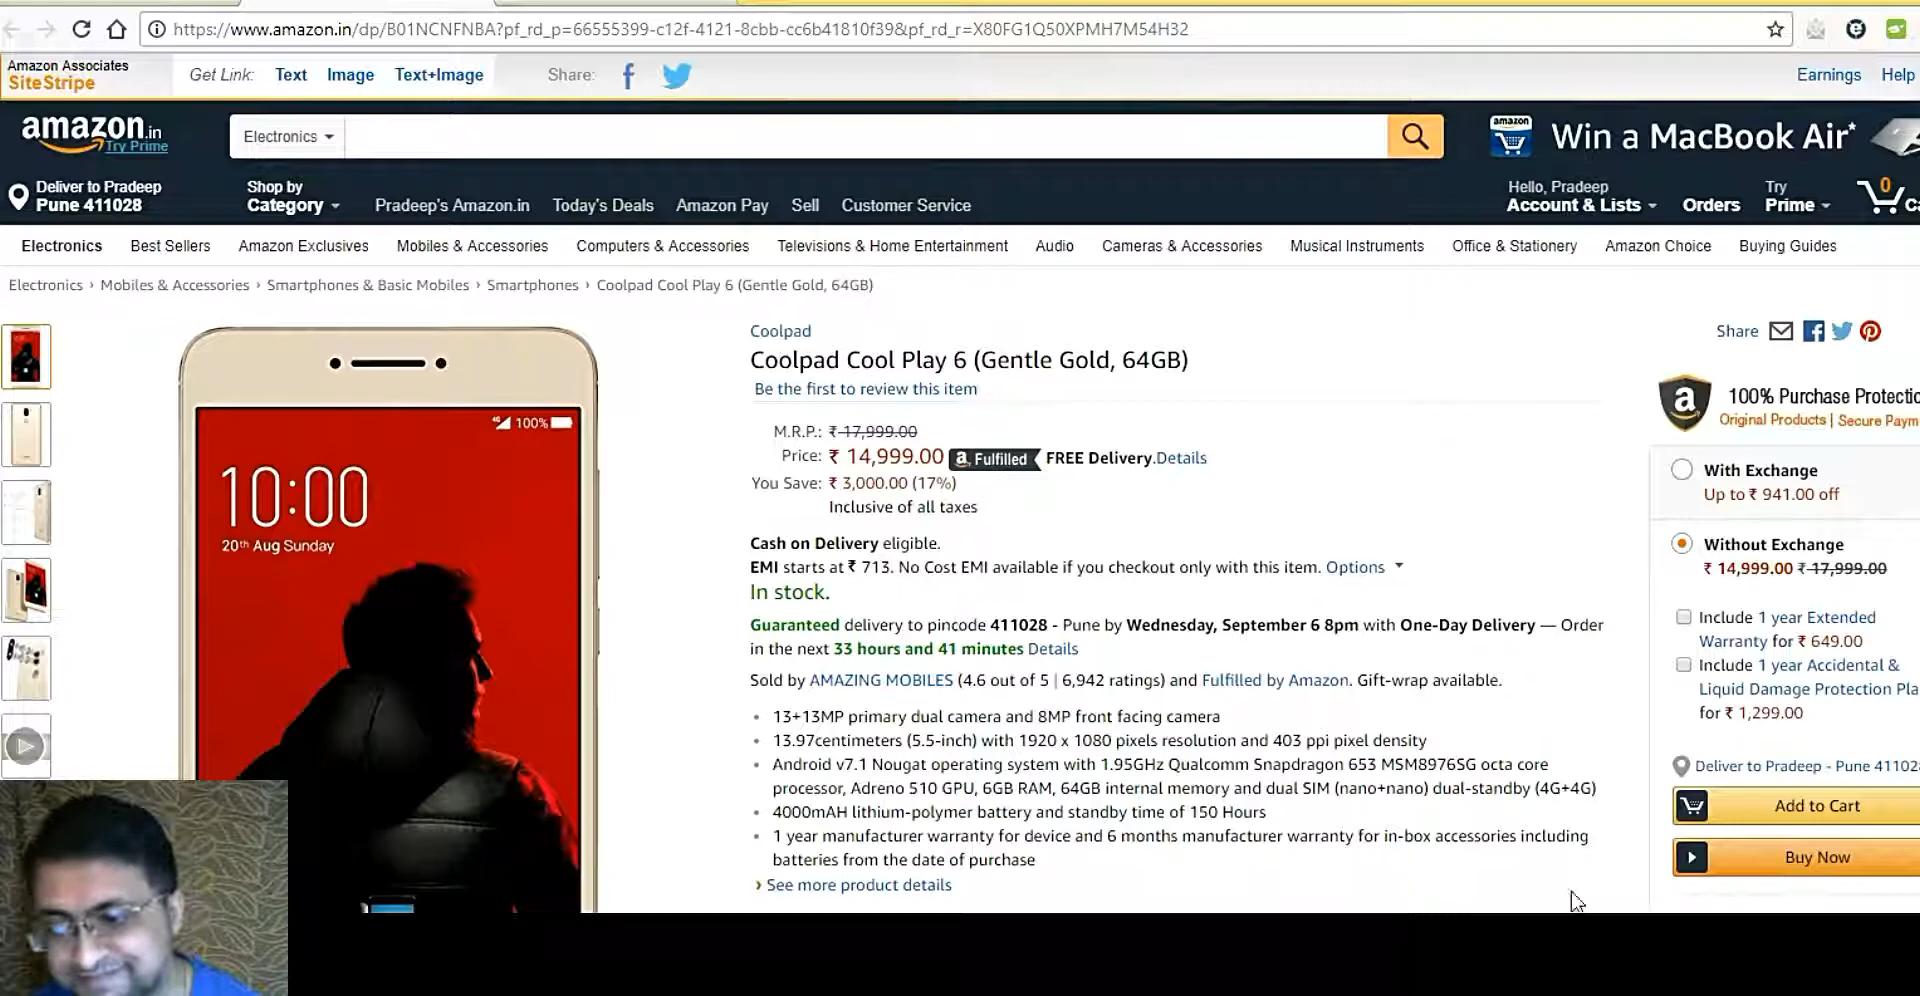 https://www.amazon.in/dp/B01NCNFNBA?pf_rd_p=66555399-c12f-4121-8cbb-cc6b41810f39&pf_rd_r=X80FG1Q50XPMH7M54H32
Amazon Associates
SiteStripe
Get Link: Text Image Text+Image Share:
Earnings Help
amazon.in
Try Prime
Electronics
amazon
Win a MacBook Air*
Deliver to Pradeep
Pune 411028
Shop by
Category
Pradeep's Amazon.in Today's Deals Amazon Pay Sell Customer Service
Hello, Pradeep
Account & Lists
Orders
Try
Prime
0
Electronics Best Sellers Amazon Exclusives Mobiles & Accessories Computers & Accessories Televisions & Home Entertainment Audio Cameras & Accessories Musical Instruments Office & Stationery Amazon Choice Buying Guides
Electronics › Mobiles & Accessories › Smartphones & Basic Mobiles › Smartphones › Coolpad Cool Play 6 (Gentle Gold, 64GB)
4G 100%
10:00
20th Aug Sunday
Coolpad
Coolpad Cool Play 6 (Gentle Gold, 64GB)
Be the first to review this item
M.R.P.: ₹ 17,999.00
Price: ₹ 14,999.00 a Fulfilled FREE Delivery.Details
You Save: ₹ 3,000.00 (17%)
Inclusive of all taxes
Cash on Delivery eligible.
EMI starts at ₹ 713. No Cost EMI available if you checkout only with this item. Options
In stock.
Guaranteed delivery to pincode 411028 - Pune by Wednesday, September 6 8pm with One-Day Delivery — Order
in the next 33 hours and 41 minutes Details
Sold by AMAZING MOBILES (4.6 out of 5 | 6,942 ratings) and Fulfilled by Amazon. Gift-wrap available.
• 13+13MP primary dual camera and 8MP front facing camera
• 13.97centimeters (5.5-inch) with 1920 x 1080 pixels resolution and 403 ppi pixel density
• Android v7.1 Nougat operating system with 1.95GHz Qualcomm Snapdragon 653 MSM8976SG octa core
processor, Adreno 510 GPU, 6GB RAM, 64GB internal memory and dual SIM (nano+nano) dual-standby (4G+4G)
• 4000mAH lithium-polymer battery and standby time of 150 Hours
• 1 year manufacturer warranty for device and 6 months manufacturer warranty for in-box accessories including
batteries from the date of purchase
› See more product details
Share
100% Purchase Protectio
Original Products | Secure Paym
With Exchange
Up to ₹ 941.00 off
Without Exchange
₹ 14,999.00 ₹ 17,999.00
Include 1 year Extended
Warranty for ₹ 649.00
Include 1 year Accidental &
Liquid Damage Protection Pla
for ₹ 1,299.00
Deliver to Pradeep - Pune 41102
Add to Cart
Buy Now